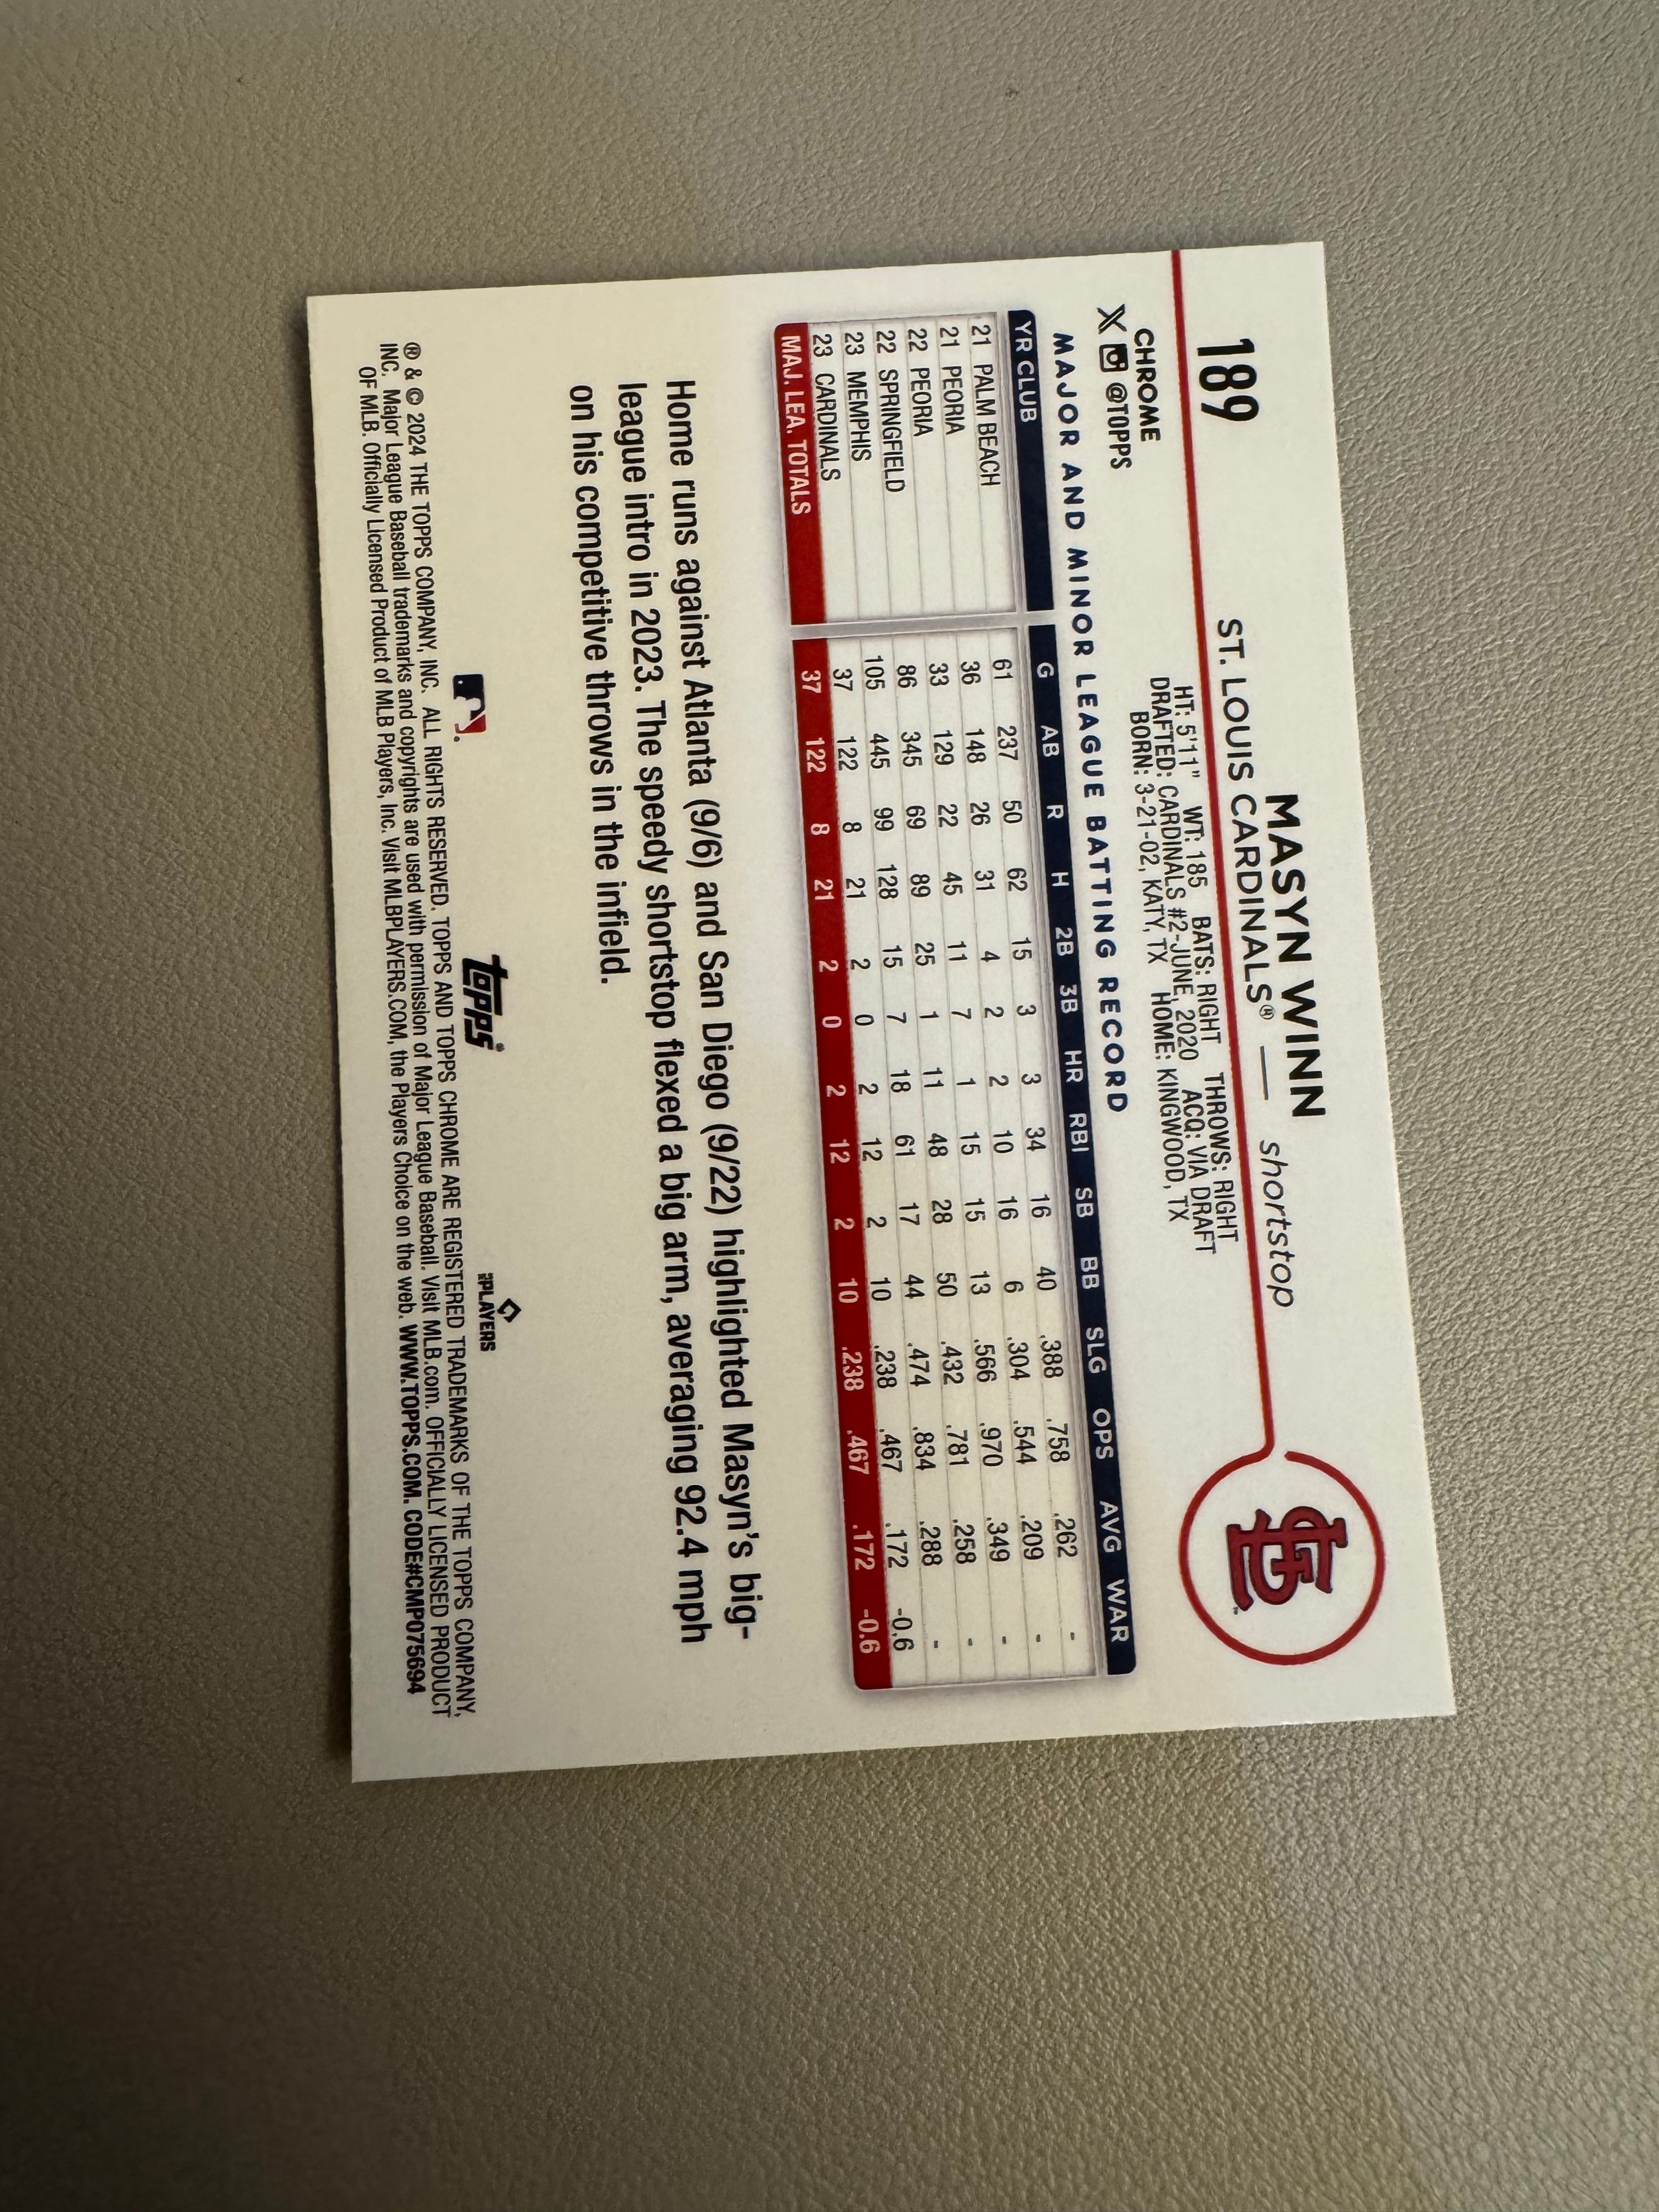 189
MASYN WINN
ST. LOUIS CARDINALS® — shortstop
HT: 5'11" WT: 185 BATS: RIGHT THROWS: RIGHT
DRAFTED: CARDINALS #2-JUNE, 2020 ACQ: VIA DRAFT
BORN: 3-21-02, KATY, TX HOME: KINGWOOD, TX
CHROME
@TOPPS
MAJOR AND MINOR LEAGUE BATTING RECORD
YR CLUB G AB R H 2B 3B HR RBI SB BB SLG OPS AVG WAR
21 PALM BEACH 61 237 50 62 15 3 3 34 16 40 .388 .758 .262 -
21 PEORIA 36 148 26 31 4 2 2 10 16 6 .304 .544 .209 -
22 PEORIA 33 129 22 45 11 7 1 15 15 13 .566 .970 .349 -
22 SPRINGFIELD 86 345 69 89 25 1 11 48 28 50 .432 .781 .258 -
23 MEMPHIS 105 445 99 128 15 7 18 61 17 44 .474 .834 .288 -
23 CARDINALS 37 122 8 21 2 0 2 12 2 10 .238 .467 .172 -0.6
MAJ. LEA. TOTALS 37 122 8 21 2 0 2 12 2 10 .238 .467 .172 -0.6
Home runs against Atlanta (9/6) and San Diego (9/22) highlighted Masyn's big-
league intro in 2023. The speedy shortstop flexed a big arm, averaging 92.4 mph
on his competitive throws in the infield.
topps®
MLB PLAYERS
® & © 2024 THE TOPPS COMPANY, INC. ALL RIGHTS RESERVED. TOPPS AND TOPPS CHROME ARE REGISTERED TRADEMARKS OF THE TOPPS COMPANY,
INC. Major League Baseball trademarks and copyrights are used with permission of Major League Baseball. Visit MLB.com. OFFICIALLY LICENSED PRODUCT
OF MLB. Officially Licensed Product of MLB Players, Inc. Visit MLBPLAYERS.COM, the Players Choice on the web. WWW.TOPPS.COM. CODE#CMP075694